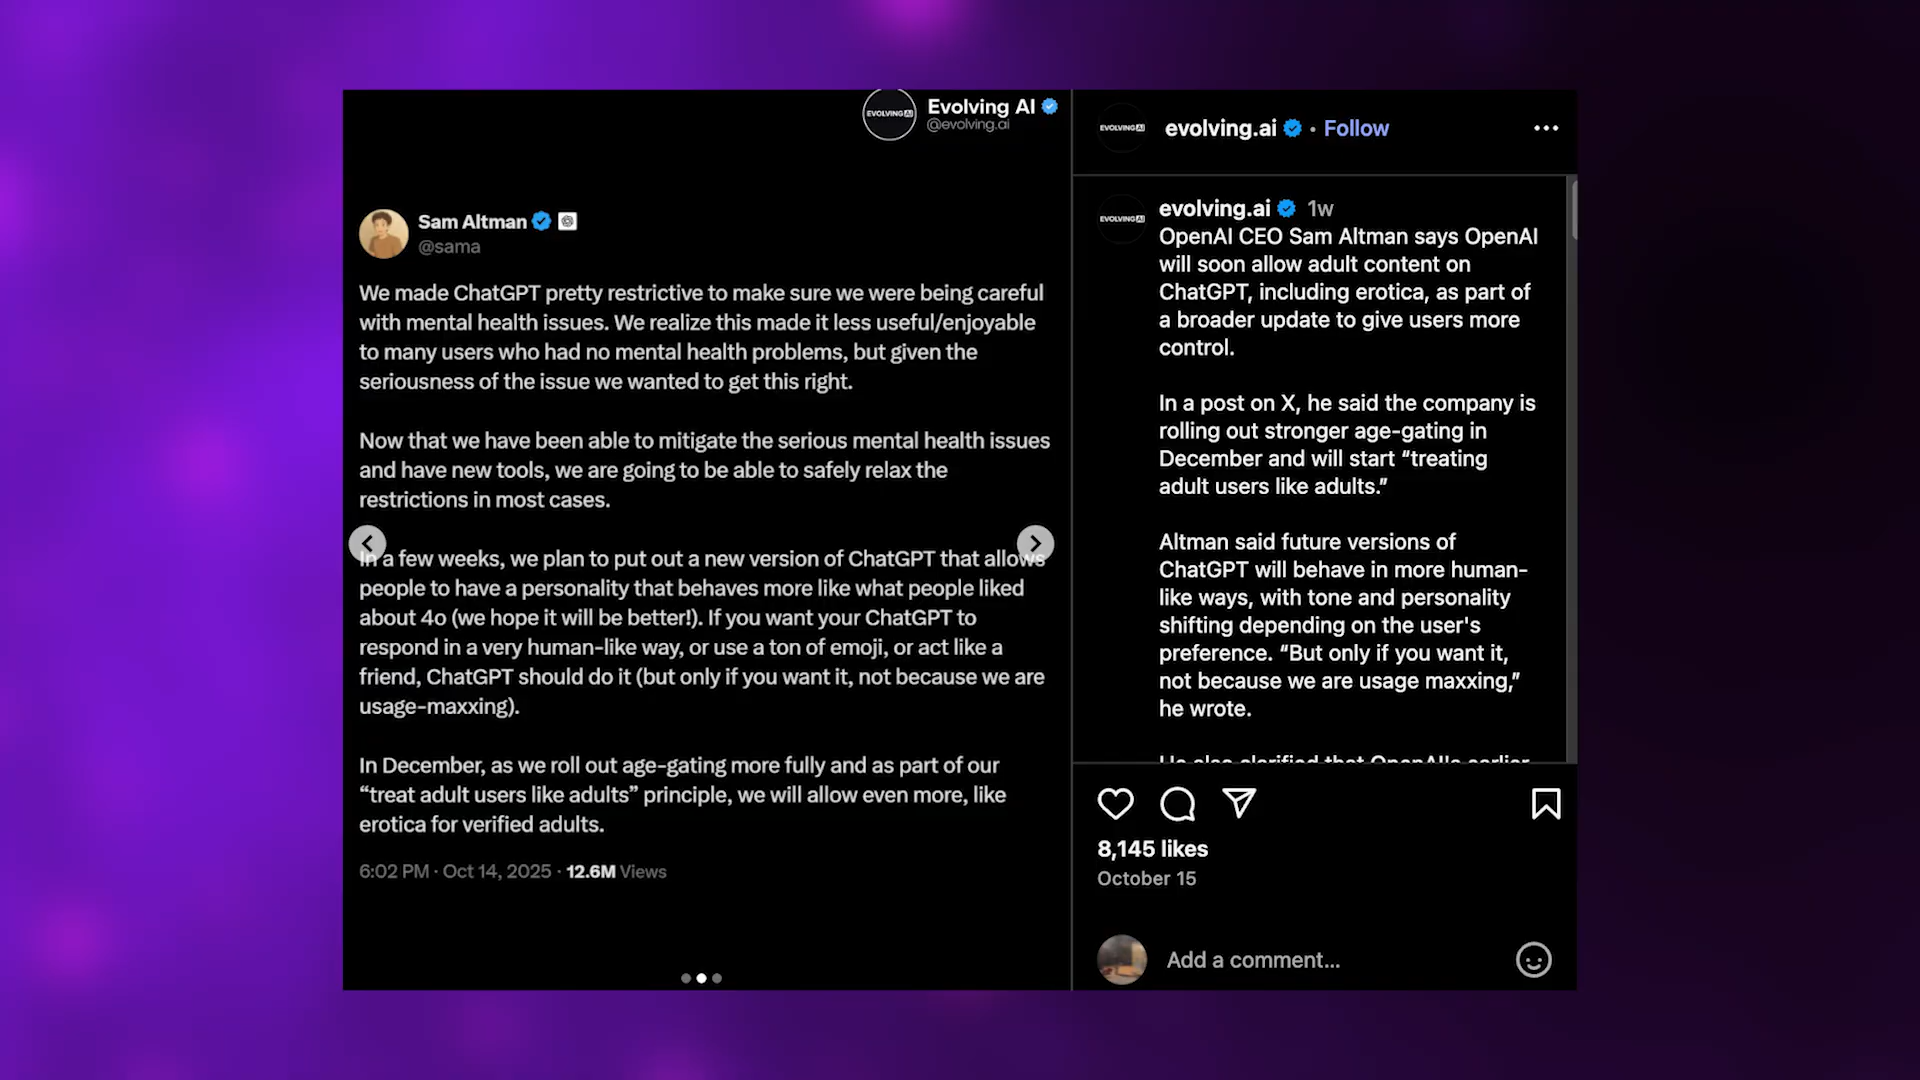 EVOLVING AI
Evolving AI
@evolving.ai
Sam Altman
@sama
We made ChatGPT pretty restrictive to make sure we were being careful
with mental health issues. We realize this made it less useful/enjoyable
to many users who had no mental health problems, but given the
seriousness of the issue we wanted to get this right.
Now that we have been able to mitigate the serious mental health issues
and have new tools, we are going to be able to safely relax the
restrictions in most cases.
In a few weeks, we plan to put out a new version of ChatGPT that allows
people to have a personality that behaves more like what people liked
about 4o (we hope it will be better!). If you want your ChatGPT to
respond in a very human-like way, or use a ton of emoji, or act like a
friend, ChatGPT should do it (but only if you want it, not because we are
usage-maxxing).
In December, as we roll out age-gating more fully and as part of our
“treat adult users like adults” principle, we will allow even more, like
erotica for verified adults.
6:02 PM · Oct 14, 2025 · 12.6M Views
EVOLVING AI
evolving.ai • Follow
EVOLVING AI
evolving.ai 1w
OpenAI CEO Sam Altman says OpenAI
will soon allow adult content on
ChatGPT, including erotica, as part of
a broader update to give users more
control.
In a post on X, he said the company is
rolling out stronger age-gating in
December and will start “treating
adult users like adults.”
Altman said future versions of
ChatGPT will behave in more human-
like ways, with tone and personality
shifting depending on the user's
preference. “But only if you want it,
not because we are usage maxxing,”
he wrote.
He also clarified that OpenAI's earlier
8,145 likes
October 15
Add a comment...